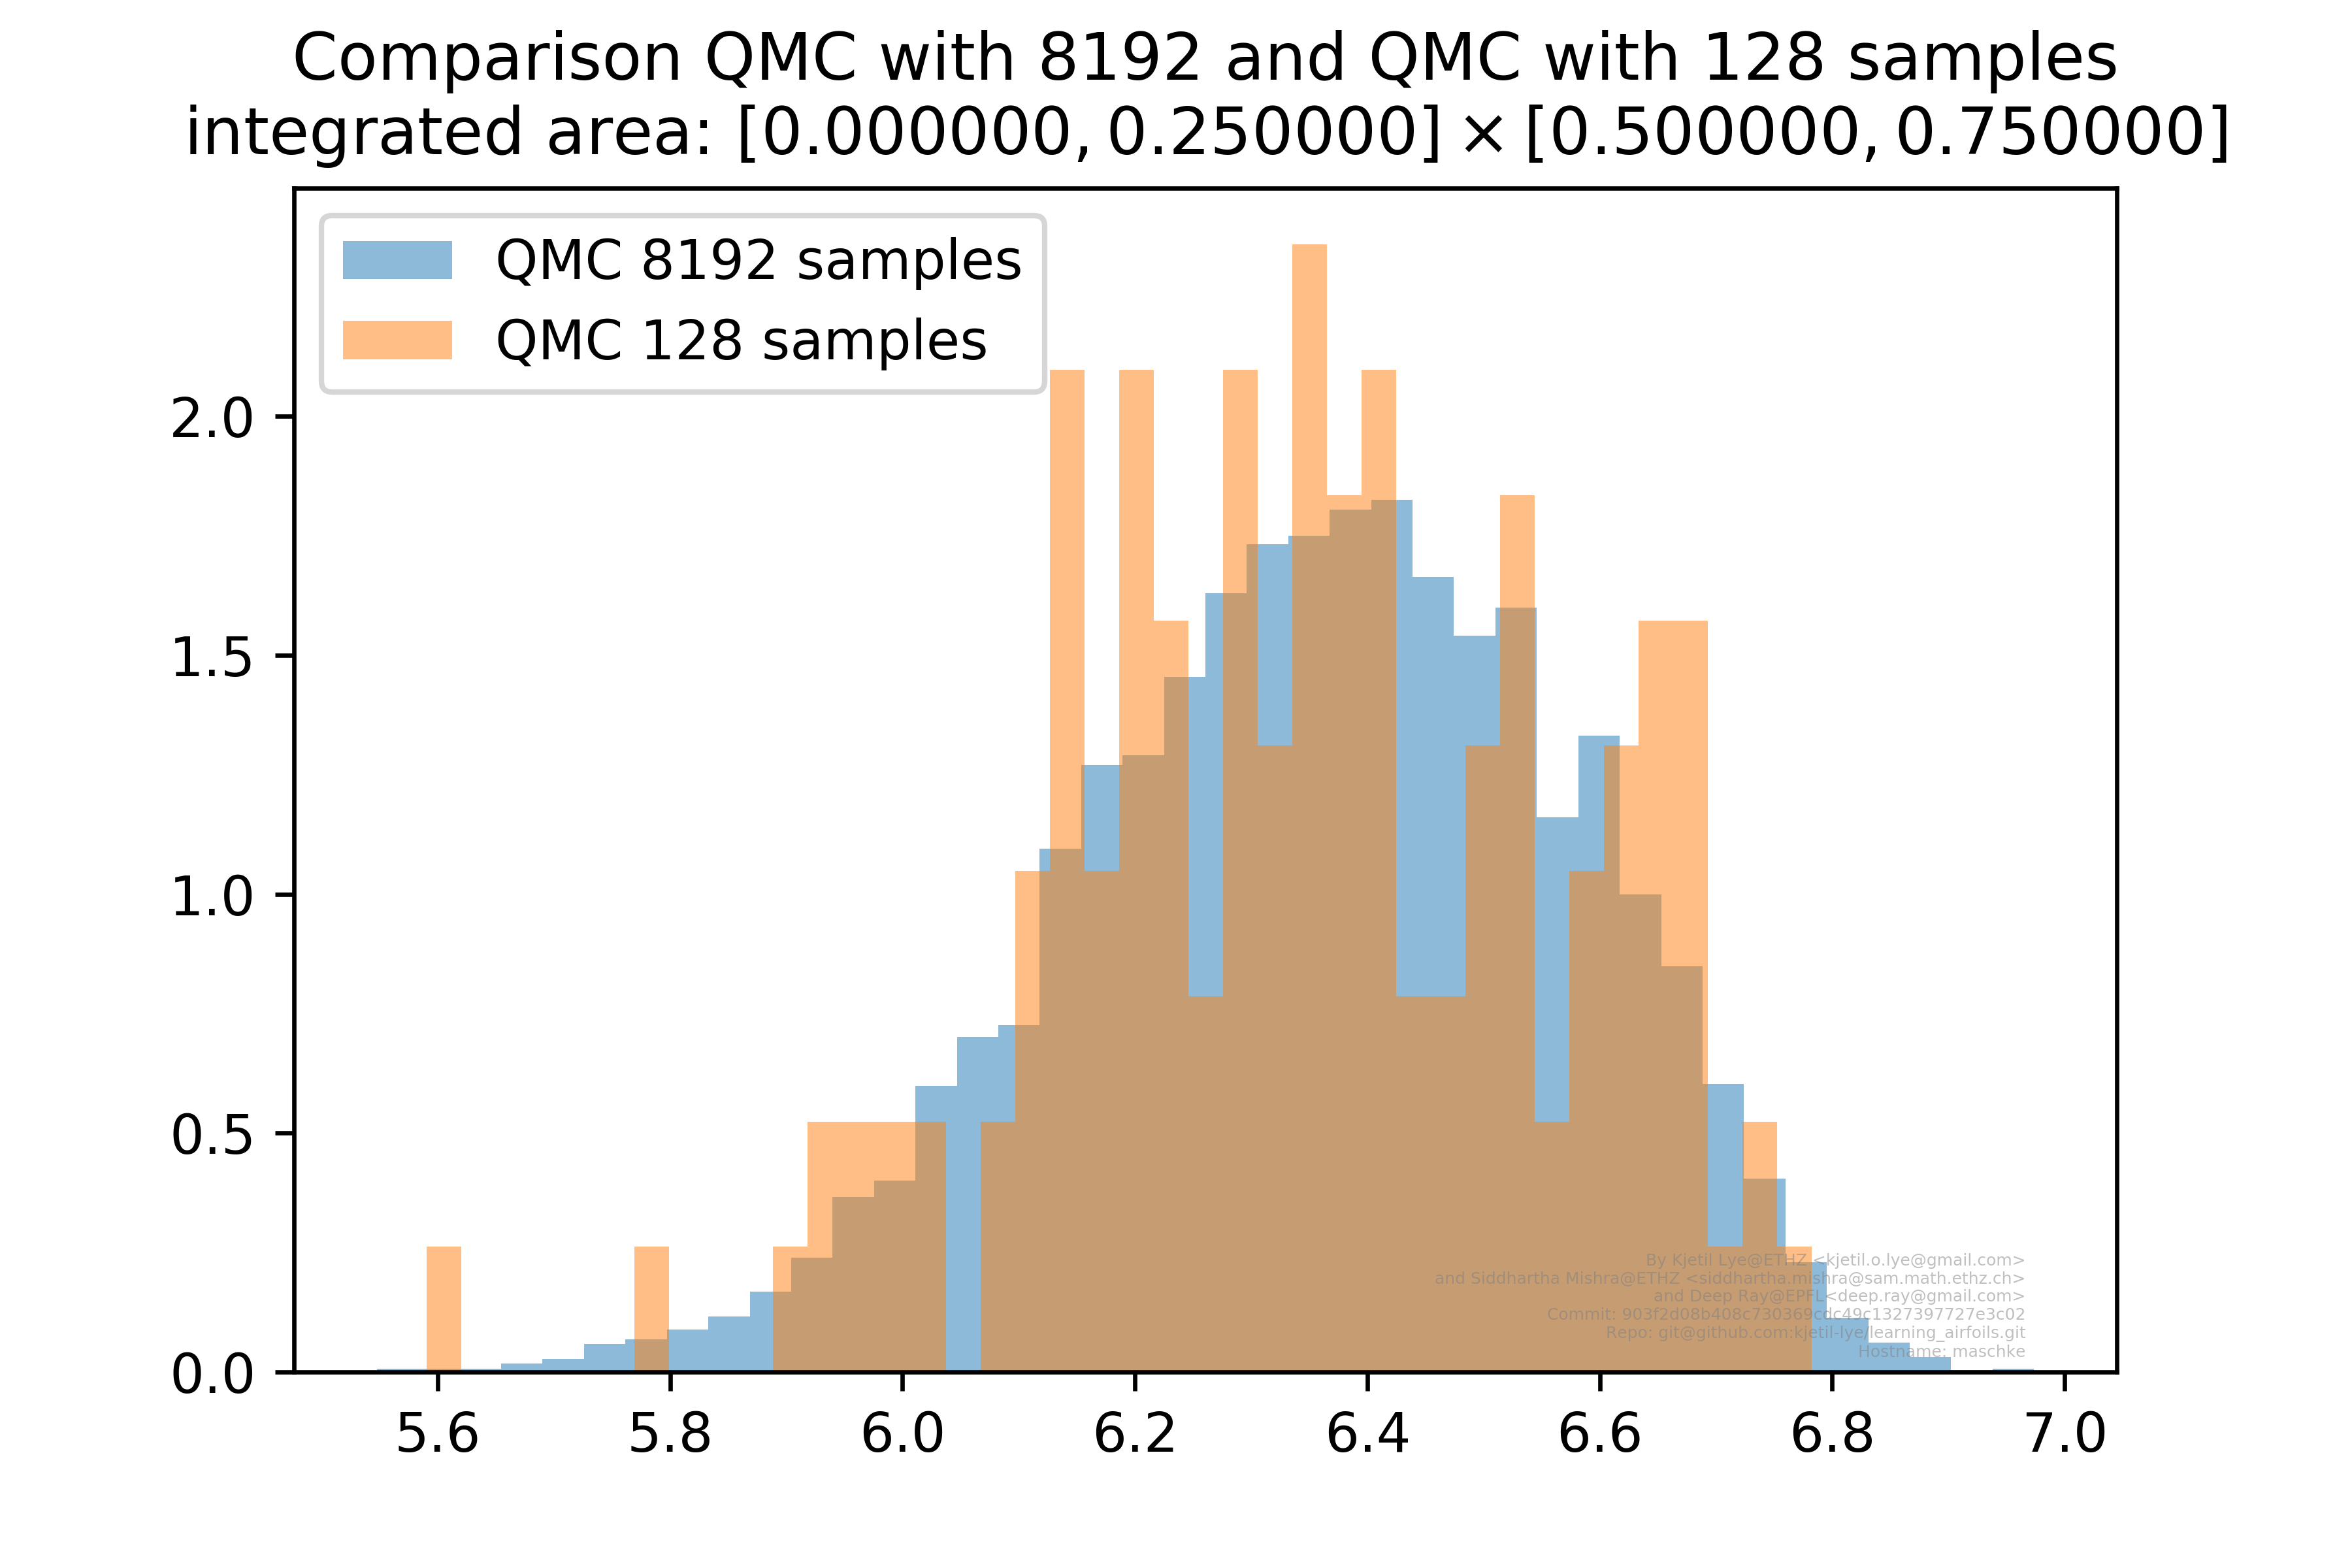 Comparison QMC with 8192 and QMC with 128 samples
integrated area: [0.000000, 0.250000] × [0.500000, 0.750000]
QMC 8192 samples
QMC 128 samples
2.0
1.5
1.0
0.5
0.0
5.6 5.8 6.0 6.2 6.4 6.6 6.8 7.0
By Kjetil Lye@ETHZ <kjetil.o.lye@gmail.com>
and Siddhartha Mishra@ETHZ <siddhartha.mishra@sam.math.ethz.ch>
and Deep Ray@EPFL<deep.ray@gmail.com>
Commit: 903f2d08b408c730369cdc49c1327397727e3c02
Repo: git@github.com:kjetil-lye/learning_airfoils.git
Hostname: maschke